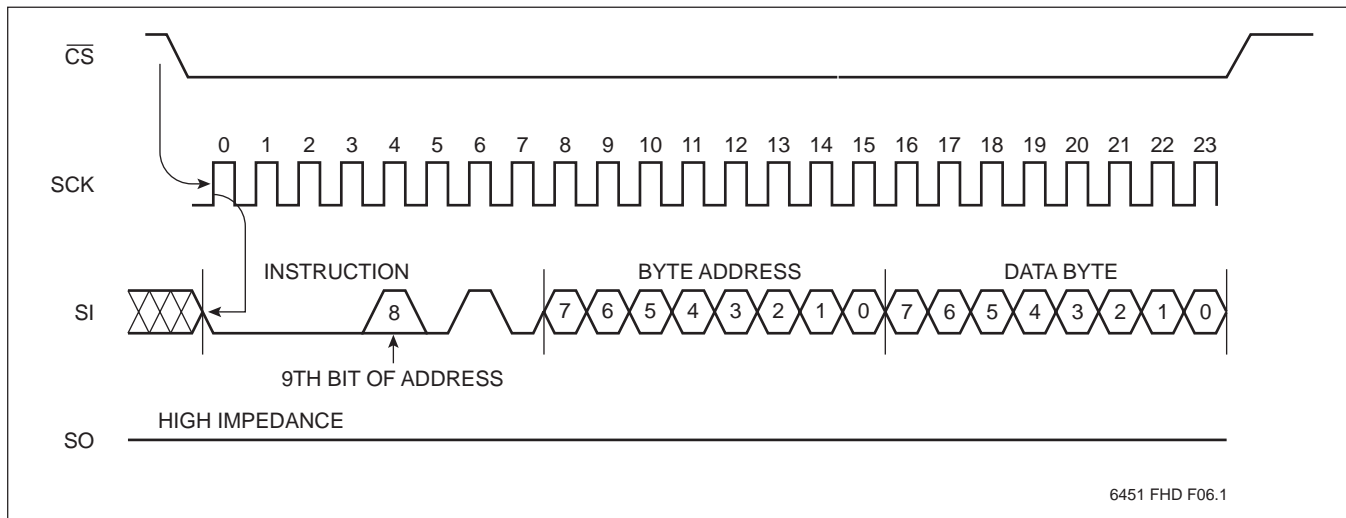 CS
0 1 2 3 4 5 6 7 8 9 10 11 12 13 14 15 16 17 18 19 20 21 22 23
SCK
INSTRUCTION BYTE ADDRESS DATA BYTE
SI 8 7 6 5 4 3 2 1 0 7 6 5 4 3 2 1 0
9TH BIT OF ADDRESS
HIGH IMPEDANCE
SO
6451 FHD F06.1